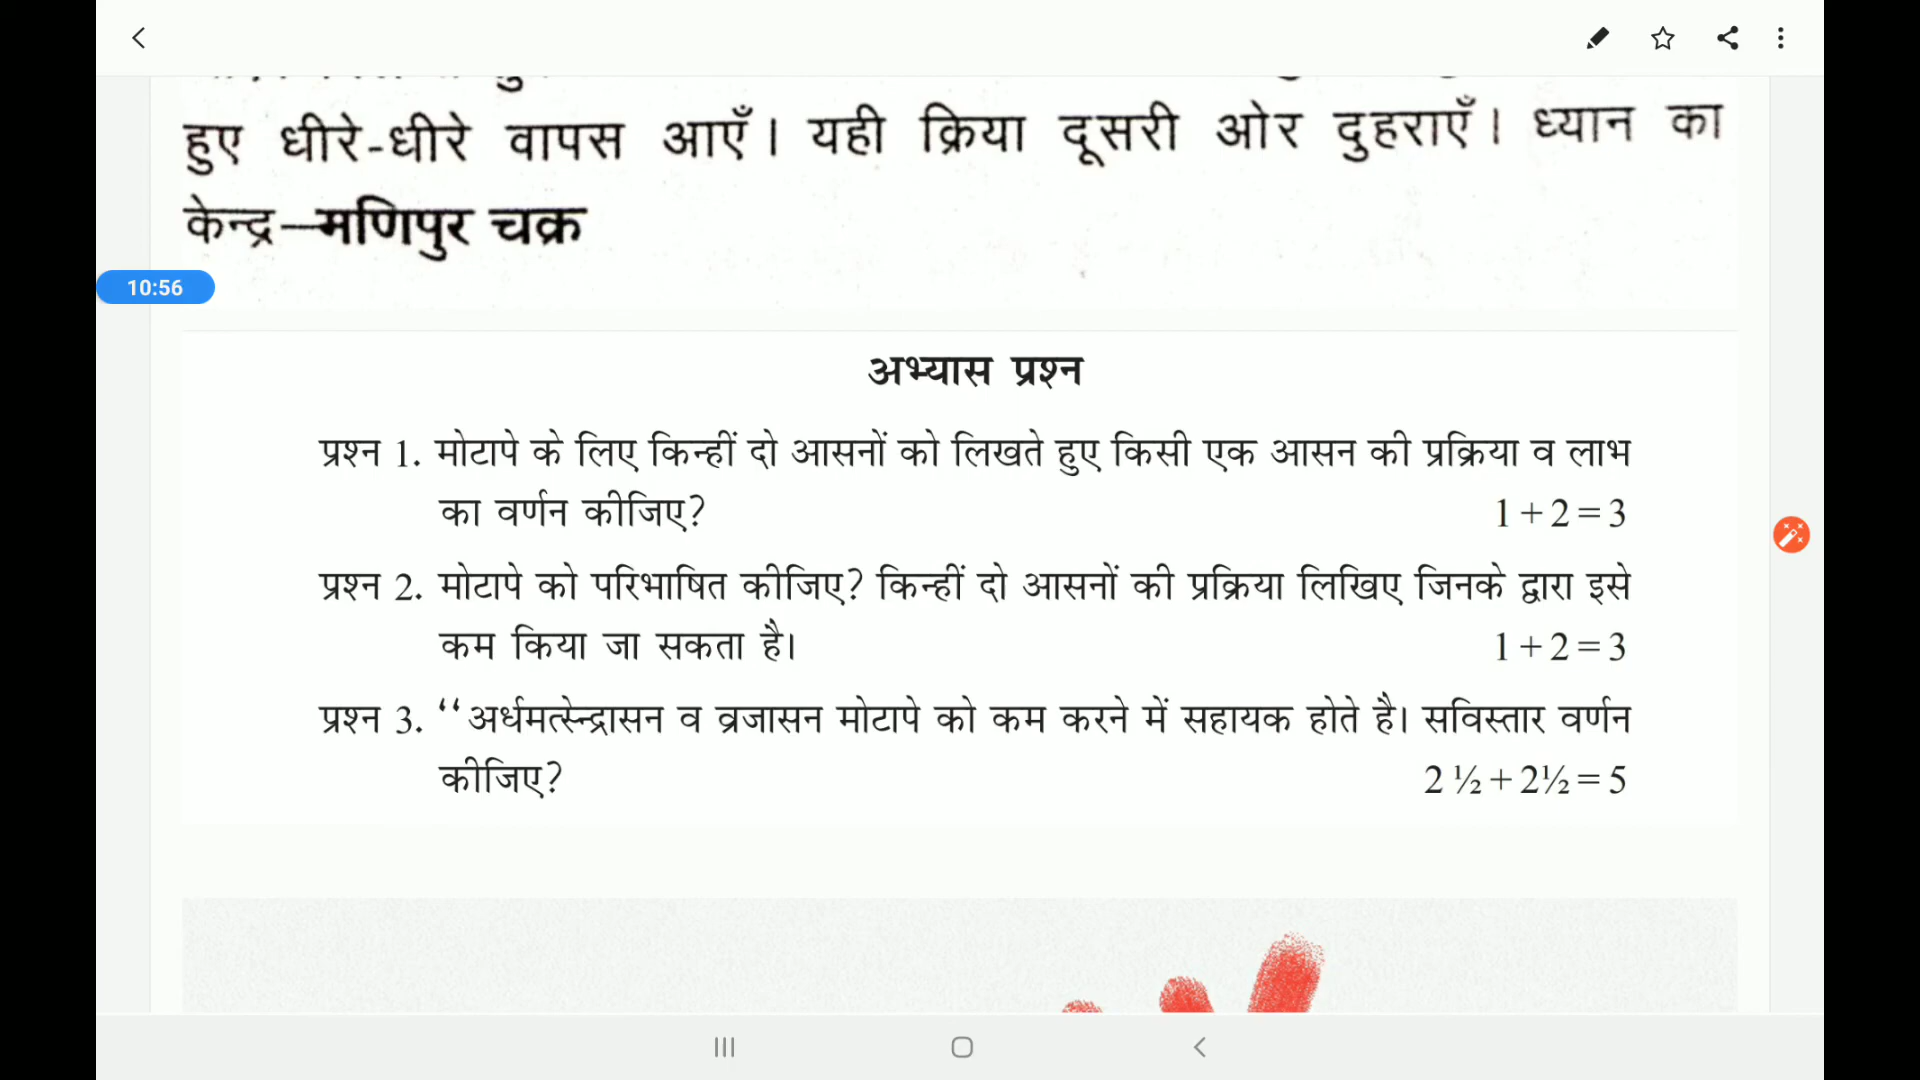 हुए धीरे-धीरे वापस आएँ। यही क्रिया दूसरी ओर दुहराएँ। ध्यान का
केन्द्र—मणिपुर चक्र
10:56
अभ्यास प्रश्न
प्रश्न 1. मोटापे के लिए किन्हीं दो आसनों को लिखते हुए किसी एक आसन की प्रक्रिया व लाभ
का वर्णन कीजिए? 1+2=3
प्रश्न 2. मोटापे को परिभाषित कीजिए? किन्हीं दो आसनों की प्रक्रिया लिखिए जिनके द्वारा इसे
कम किया जा सकता है। 1+2=3
प्रश्न 3. ‘‘अर्धमत्स्येन्द्रासन व व्रजासन मोटापे को कम करने में सहायक होते है। सविस्तार वर्णन
कीजिए? 2 ½+2½=5